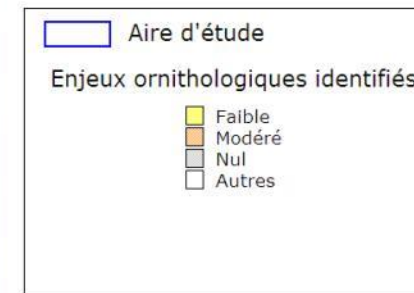 Aire d'étude
Enjeux ornithologiques identifiés
Faible
Modéré
Nul
Autres